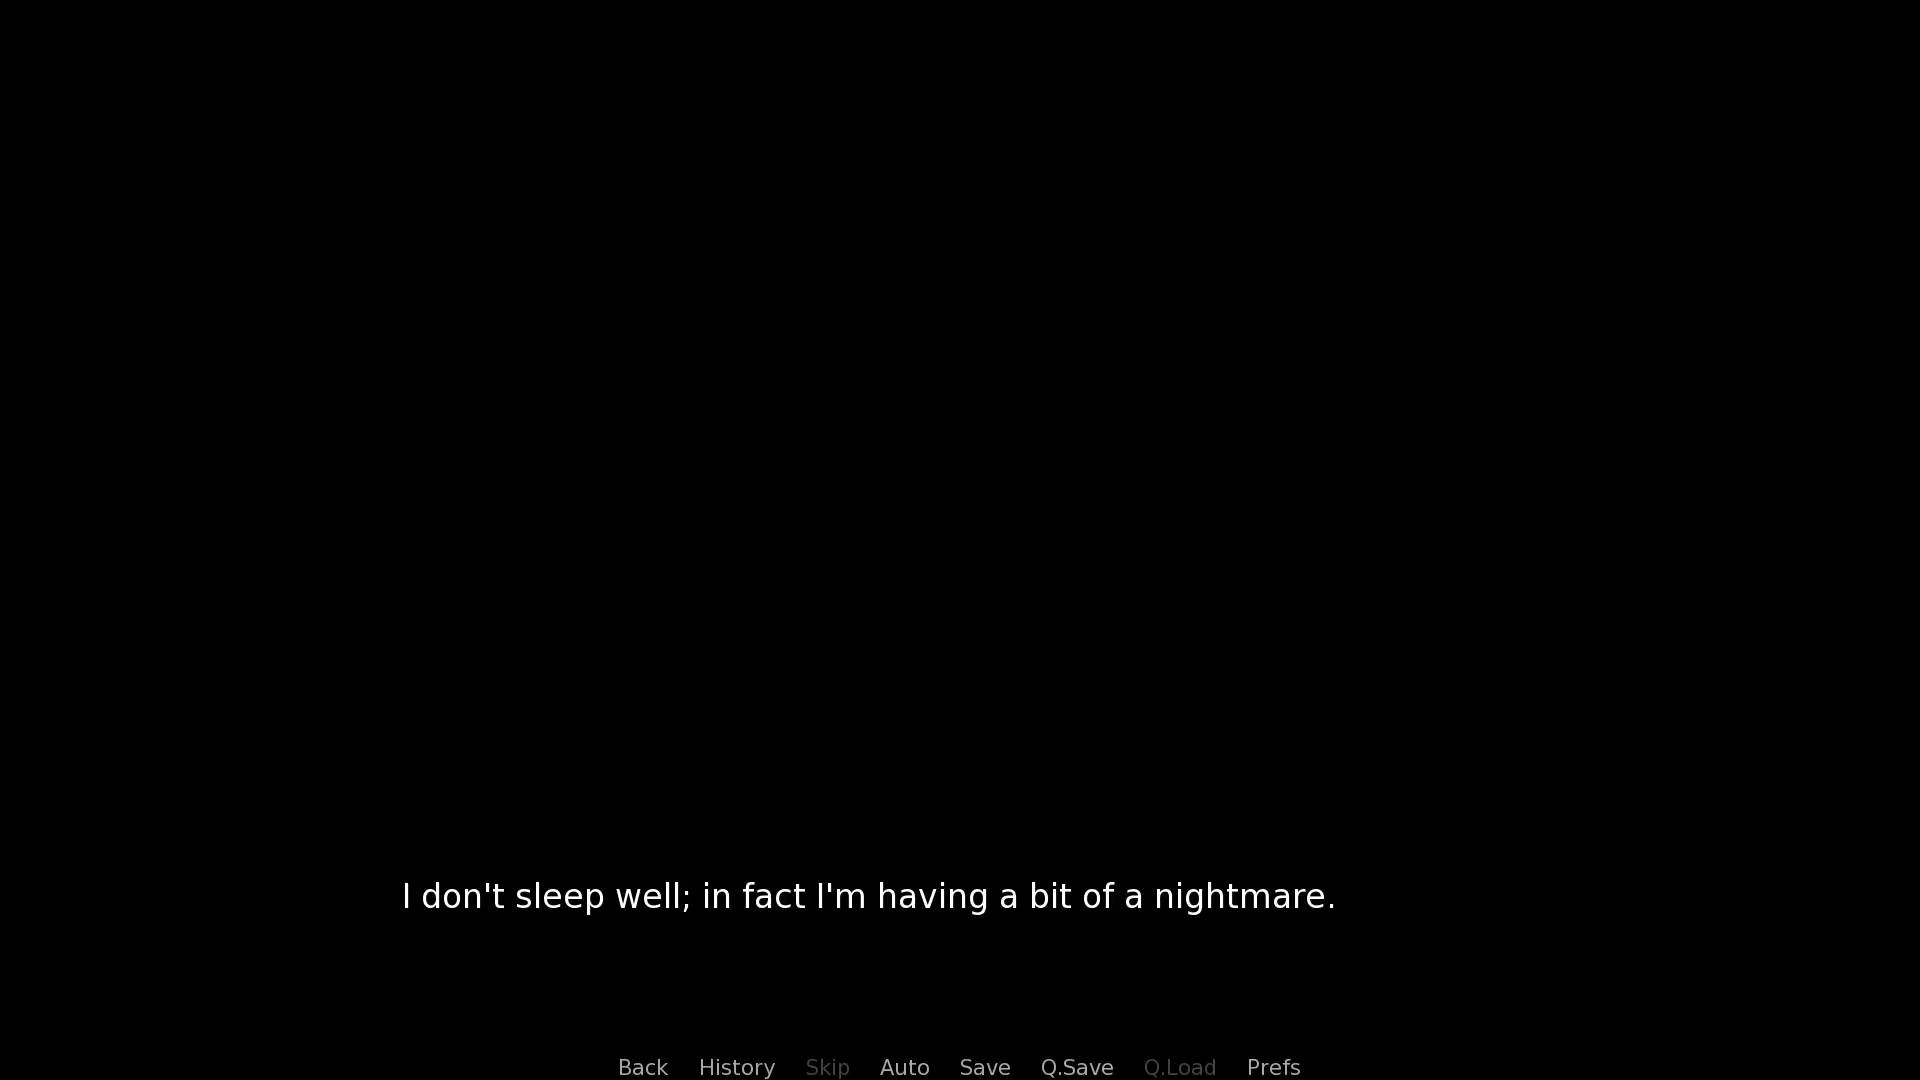 I don't sleep well; in fact I'm having a bit of a nightmare.
Back History Skip Auto Save Q.Save Q.Load Prefs